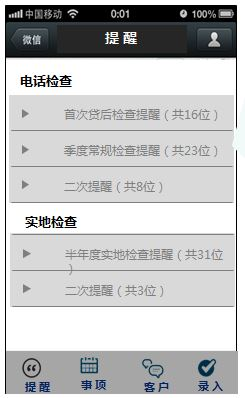 中国移动 0:01 100%
微信 提醒
电话检查
首次贷后检查提醒（共16位）
季度常规检查提醒（共23位）
二次提醒（共8位）
实地检查
半年度实地检查提醒（共31位
）
二次提醒（共3位）
提醒 事项 客户 录入